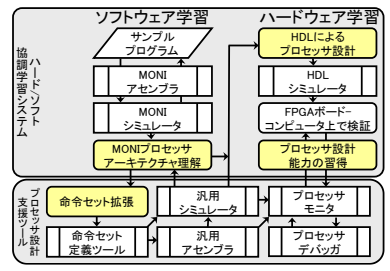 ソフトウェア学習
ハードウェア学習
ハード/ソフト
協調学習システム
サンプル
プログラム
MONI
アセンブラ
MONI
シミュレータ
MONIプロセッサ
アーキテクチャ理解
HDLによる
プロセッサ設計
HDL
シミュレータ
FPGAボード-
コンピュータ上で検証
プロセッサ設計
能力の習得
プロセッサ設計
支援ツール
命令セット拡張
命令セット
定義ツール
汎用
シミュレータ
汎用
アセンブラ
プロセッサ
モニタ
プロセッサ
デバッガ